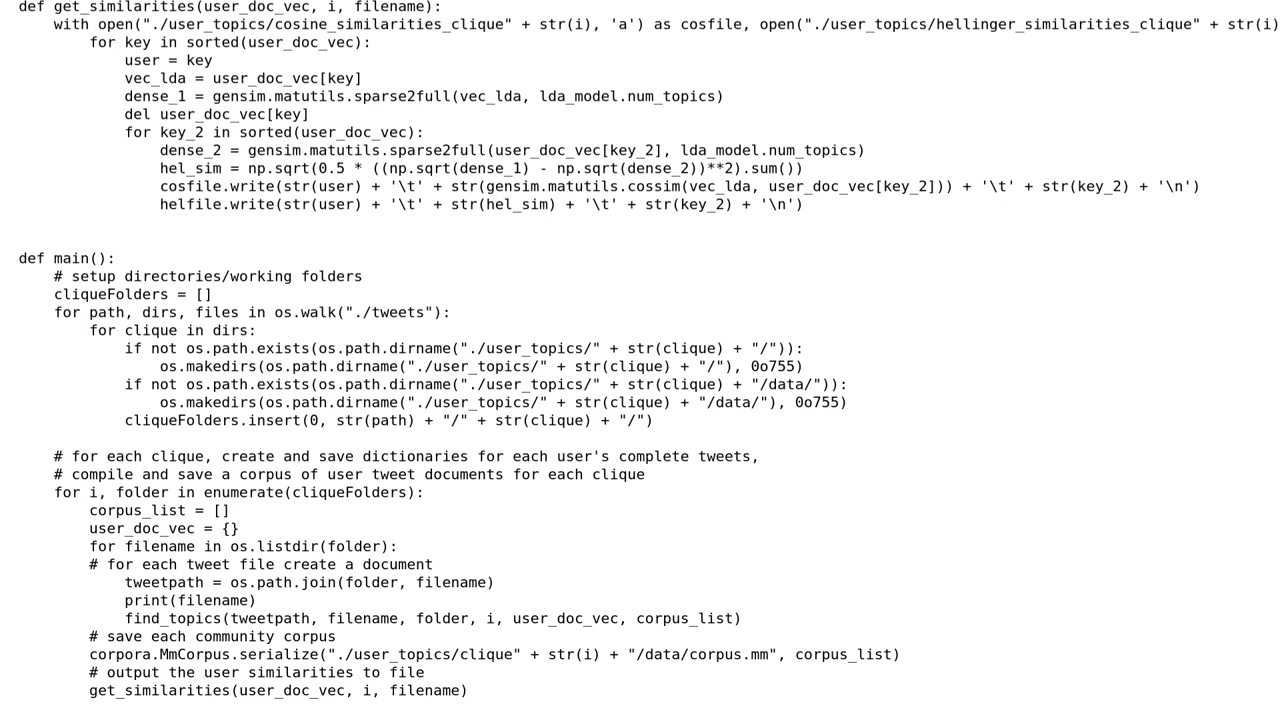 def get_similarities(user_doc_vec, i, filename):
    with open("./user_topics/cosine_similarities_clique" + str(i), 'a') as cosfile, open("./user_topics/hellinger_similarities_clique" + str(i)
        for key in sorted(user_doc_vec):
            user = key
            vec_lda = user_doc_vec[key]
            dense_1 = gensim.matutils.sparse2full(vec_lda, lda_model.num_topics)
            del user_doc_vec[key]
            for key_2 in sorted(user_doc_vec):
                dense_2 = gensim.matutils.sparse2full(user_doc_vec[key_2], lda_model.num_topics)
                hel_sim = np.sqrt(0.5 * ((np.sqrt(dense_1) - np.sqrt(dense_2))**2).sum())
                cosfile.write(str(user) + '\t' + str(gensim.matutils.cossim(vec_lda, user_doc_vec[key_2])) + '\t' + str(key_2) + '\n')
                helfile.write(str(user) + '\t' + str(hel_sim) + '\t' + str(key_2) + '\n')


def main():
    # setup directories/working folders
    cliqueFolders = []
    for path, dirs, files in os.walk("./tweets"):
        for clique in dirs:
            if not os.path.exists(os.path.dirname("./user_topics/" + str(clique) + "/")):
                os.makedirs(os.path.dirname("./user_topics/" + str(clique) + "/"), 0o755)
            if not os.path.exists(os.path.dirname("./user_topics/" + str(clique) + "/data/")):
                os.makedirs(os.path.dirname("./user_topics/" + str(clique) + "/data/"), 0o755)
            cliqueFolders.insert(0, str(path) + "/" + str(clique) + "/")

    # for each clique, create and save dictionaries for each user's complete tweets,
    # compile and save a corpus of user tweet documents for each clique
    for i, folder in enumerate(cliqueFolders):
        corpus_list = []
        user_doc_vec = {}
        for filename in os.listdir(folder):
        # for each tweet file create a document
            tweetpath = os.path.join(folder, filename)
            print(filename)
            find_topics(tweetpath, filename, folder, i, user_doc_vec, corpus_list)
        # save each community corpus
        corpora.MmCorpus.serialize("./user_topics/clique" + str(i) + "/data/corpus.mm", corpus_list)
        # output the user similarities to file
        get_similarities(user_doc_vec, i, filename)